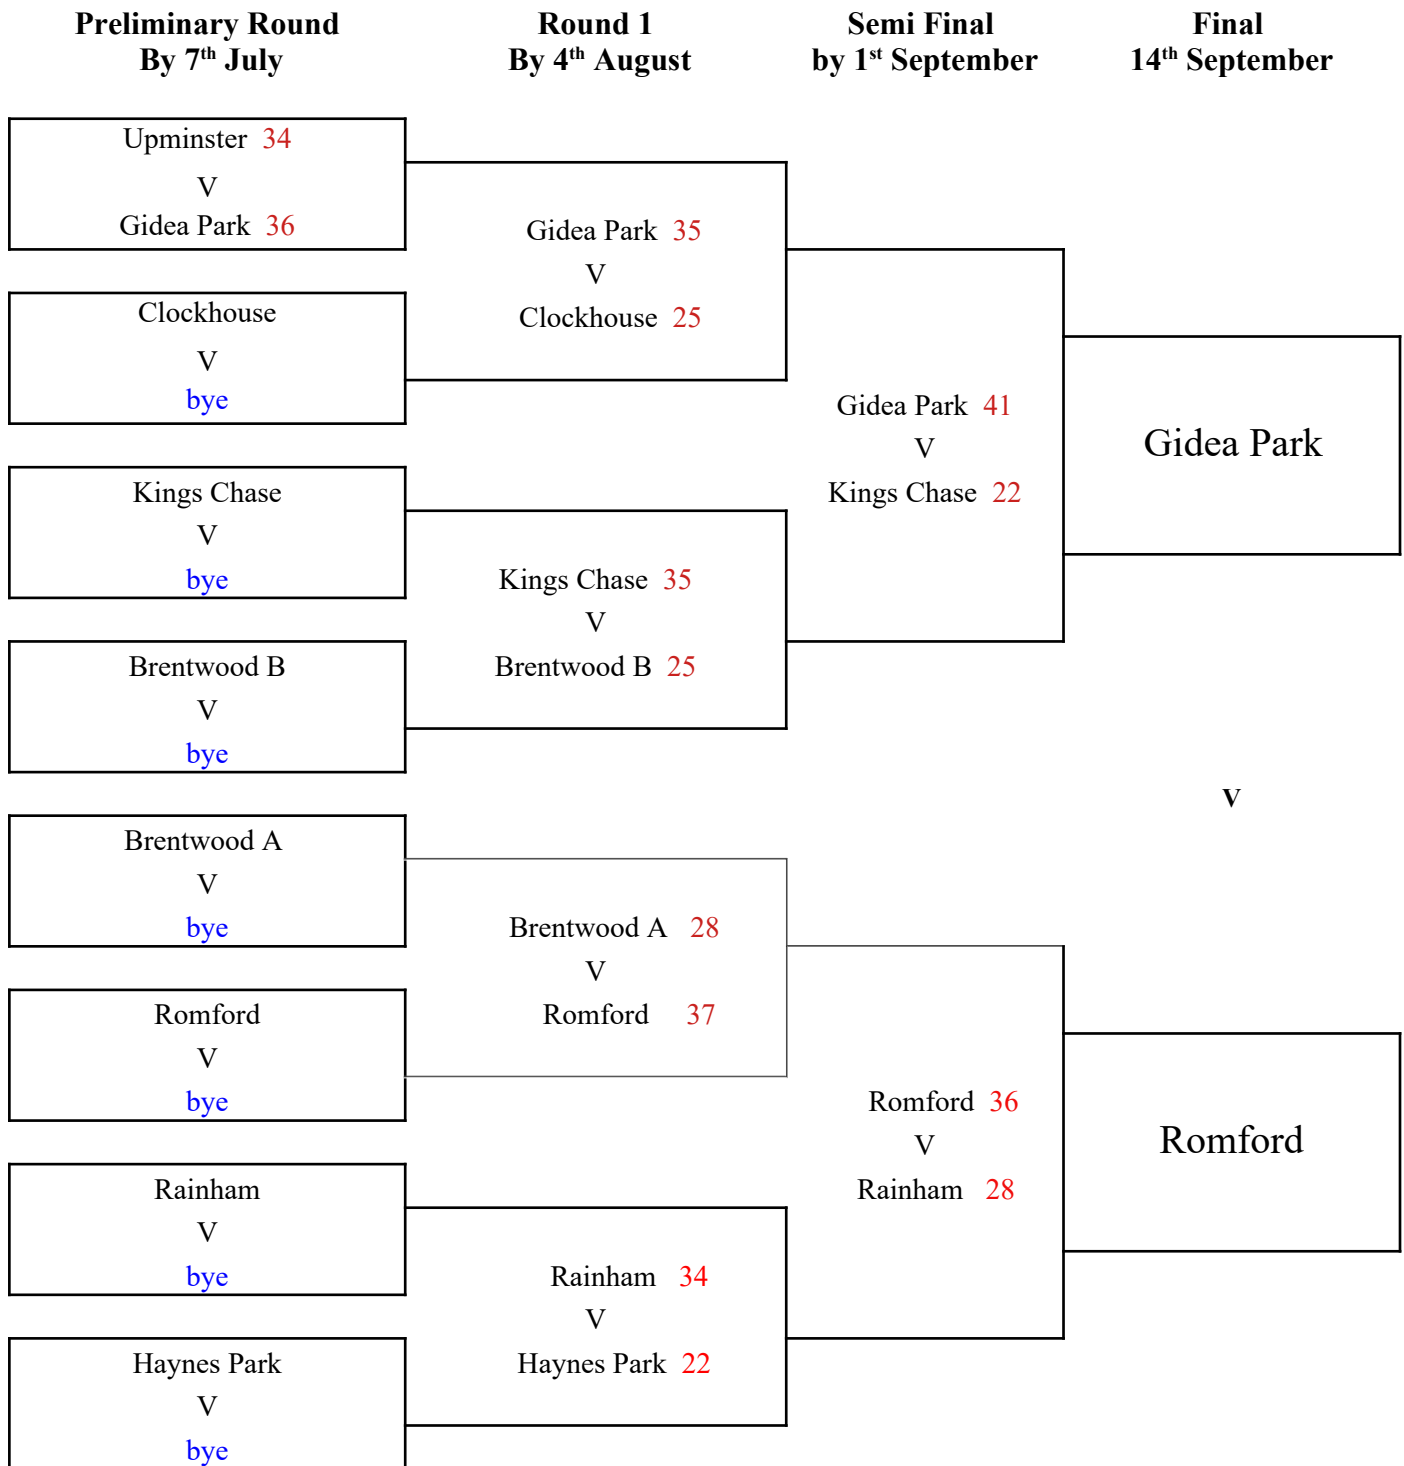 Preliminary Round
By 7th July
Round 1
By 4th August
Semi Final
by 1st September
Final
14th September
Upminster 34
V
Gidea Park 36
Clockhouse
V
bye
Kings Chase
V
bye
Brentwood B
V
bye
Brentwood A
V
bye
Romford
V
bye
Rainham
V
bye
Haynes Park
V
bye
Gidea Park 35
V
Clockhouse 25
Kings Chase 35
V
Brentwood B 25
Brentwood A 28
V
Romford 37
Rainham 34
V
Haynes Park 22
Gidea Park 41
V
Kings Chase 22
Romford 36
V
Rainham 28
Gidea Park
V
Romford